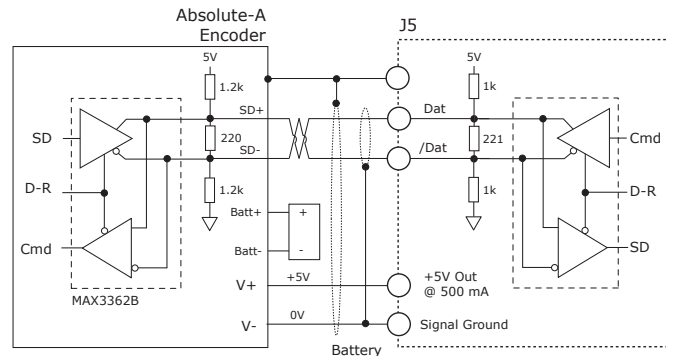 Absolute-A
Encoder
J5
5V
5V
1.2k
1k
SD+
Dat
SD
220
221
Cmd
SD-
/Dat
D-R
1.2k
1k
D-R
Batt+
+
Cmd
Batt-
-
SD
MAX3362B
V+
+5V
+5V Out
@ 500 mA
V-
0V
Signal Ground
Battery